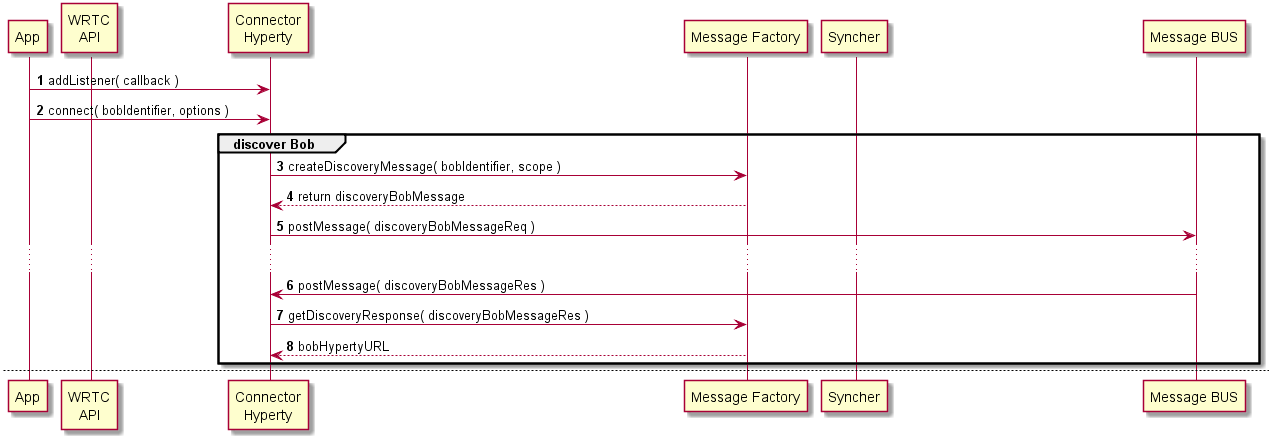 App
WRTC
API
Connector
Hyperty
Message Factory
Syncher
Message BUS
1 addListener( callback )
2 connect( bobIdentifier, options )
discover Bob
3 createDiscoveryMessage( bobIdentifier, scope )
4 return discoveryBobMessage
5 postMessage( discoveryBobMessageReq )
6 postMessage( discoveryBobMessageRes )
7 getDiscoveryResponse( discoveryBobMessageRes )
8 bobHypertyURL
App
WRTC
API
Connector
Hyperty
Message Factory
Syncher
Message BUS